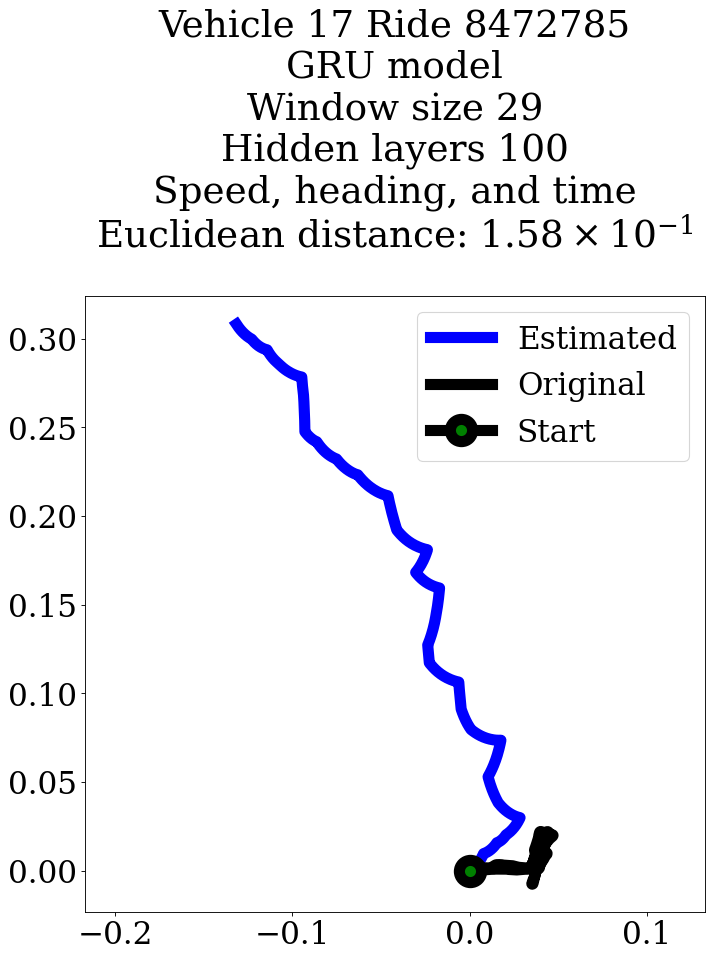 Vehicle 17 Ride 8472785
GRU model
Window size 29
Hidden layers 100
Speed, heading, and time
Euclidean distance: 1.58 × 10⁻¹
Estimated
Original
Start
0.30
0.25
0.20
0.15
0.10
0.05
0.00
−0.2
−0.1
0.0
0.1